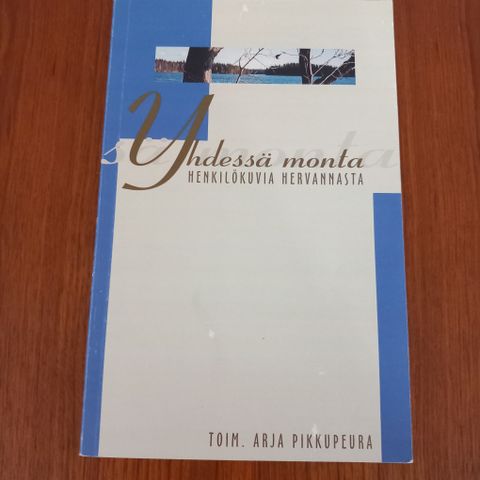 Yhdessä monta
HENKILÖKUVIA HERVANNASTA
TOIM. ARJA PIKKUPEURA